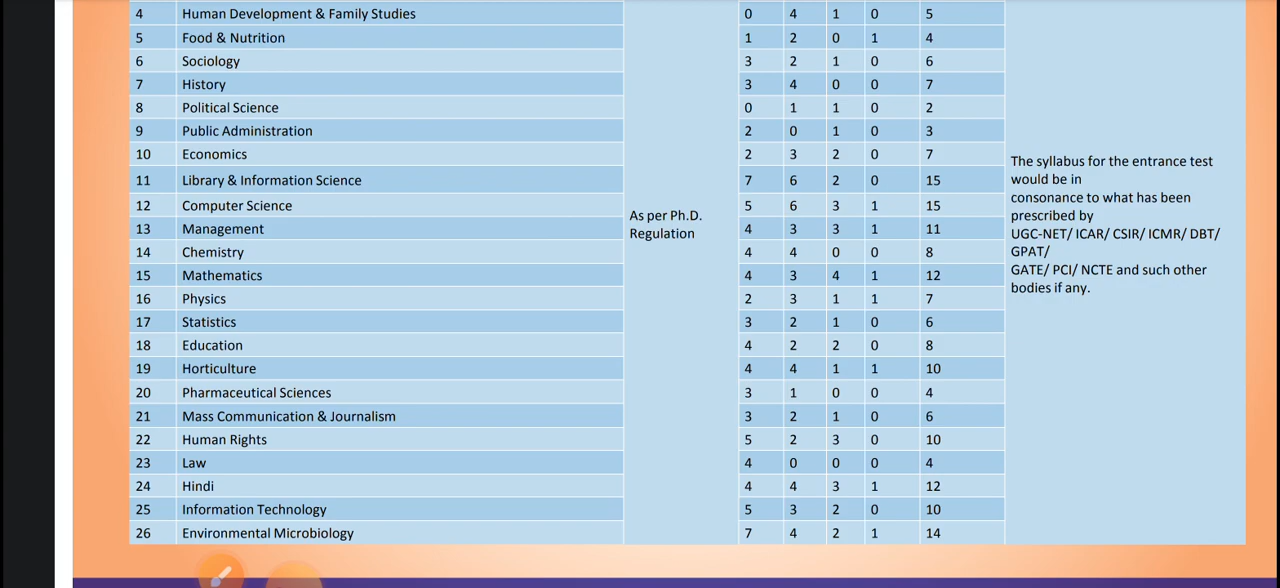 4 Human Development & Family Studies 0 4 1 0 5
5 Food & Nutrition 1 2 0 1 4
6 Sociology 3 2 1 0 6
7 History 3 4 0 0 7
8 Political Science 0 1 1 0 2
9 Public Administration 2 0 1 0 3
10 Economics 2 3 2 0 7
11 Library & Information Science 7 6 2 0 15
12 Computer Science 5 6 3 1 15
13 Management 4 3 3 1 11
14 Chemistry 4 4 0 0 8
15 Mathematics 4 3 4 1 12
16 Physics 2 3 1 1 7
17 Statistics 3 2 1 0 6
18 Education 4 2 2 0 8
19 Horticulture 4 4 1 1 10
20 Pharmaceutical Sciences 3 1 0 0 4
21 Mass Communication & Journalism 3 2 1 0 6
22 Human Rights 5 2 3 0 10
23 Law 4 0 0 0 4
24 Hindi 4 4 3 1 12
25 Information Technology 5 3 2 0 10
26 Environmental Microbiology 7 4 2 1 14
As per Ph.D.
Regulation
The syllabus for the entrance test
would be in
consonance to what has been
prescribed by
UGC-NET/ ICAR/ CSIR/ ICMR/ DBT/
GPAT/
GATE/ PCI/ NCTE and such other
bodies if any.